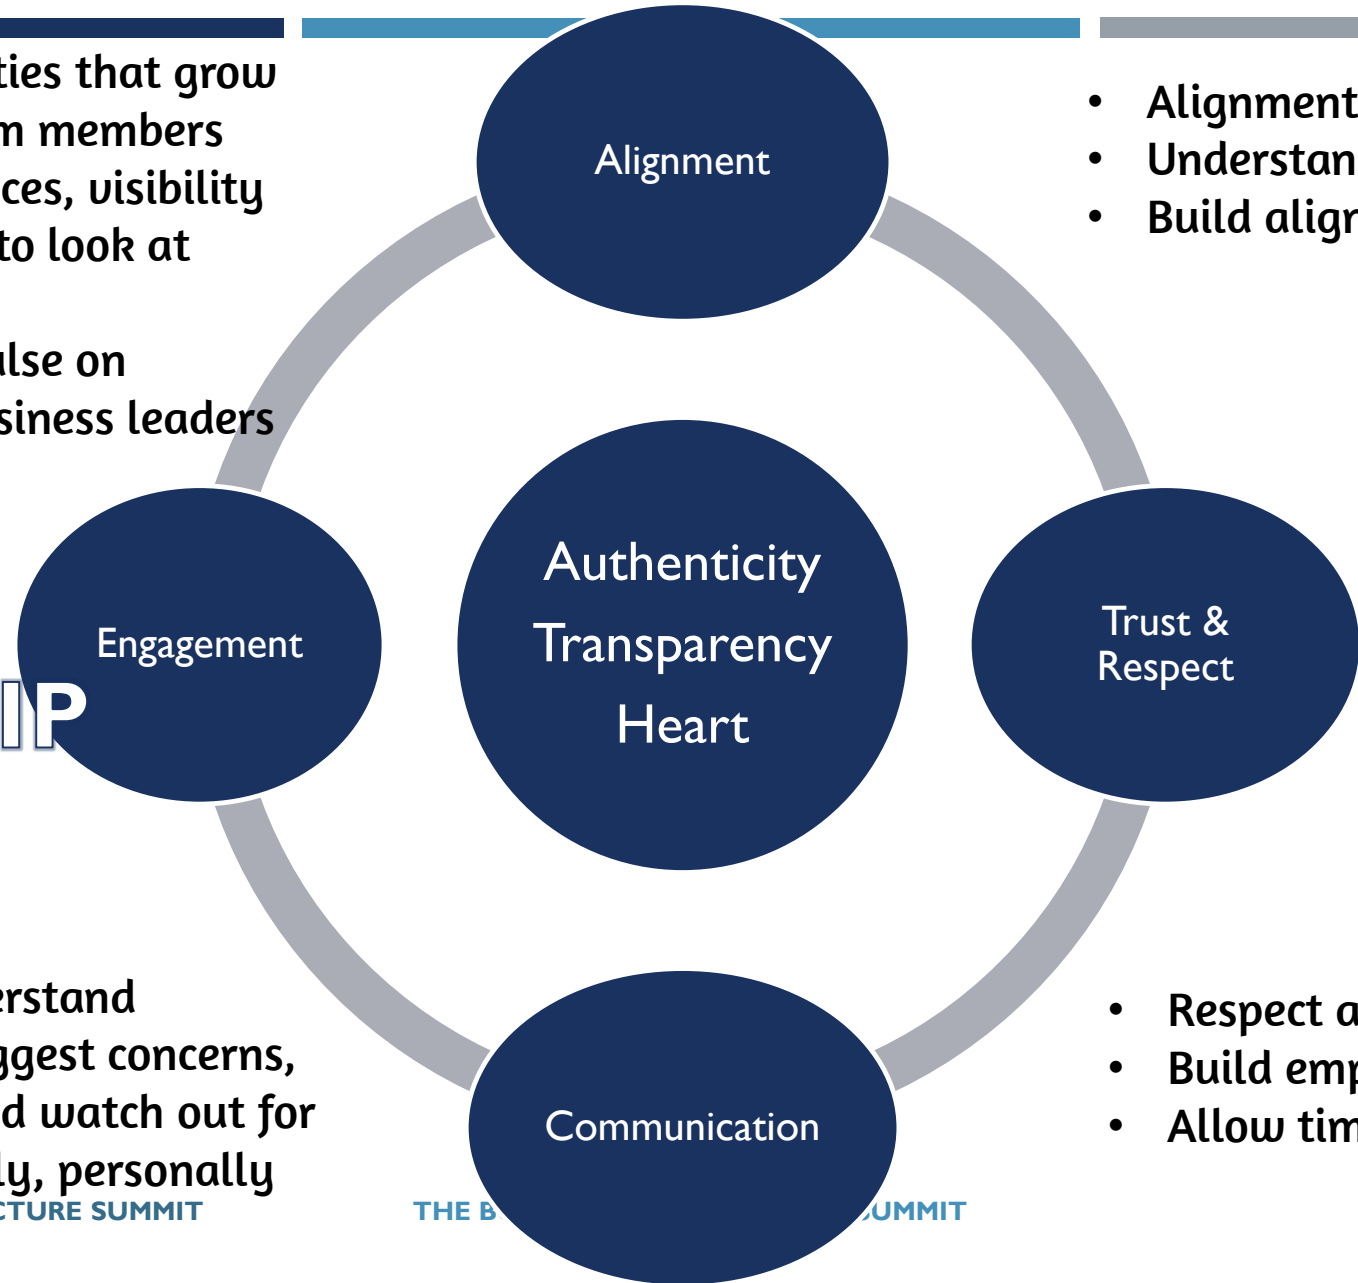 ties that grow
m members
ces, visibility
to look at
ulse on
siness leaders
• Alignment
• Understan
• Build align
Alignment
Engagement
IP
Authenticity
Transparency
Heart
Trust &
Respect
erstand
ggest concerns,
d watch out for
ly, personally
• Respect a
• Build emp
• Allow tim
Communication
CTURE SUMMIT
THE B SUMMIT